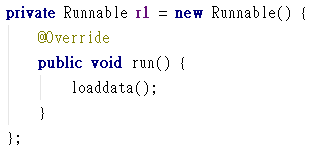 private Runnable r1 = new Runnable() {
    @Override
    public void run() {
        loaddata();
    }
};